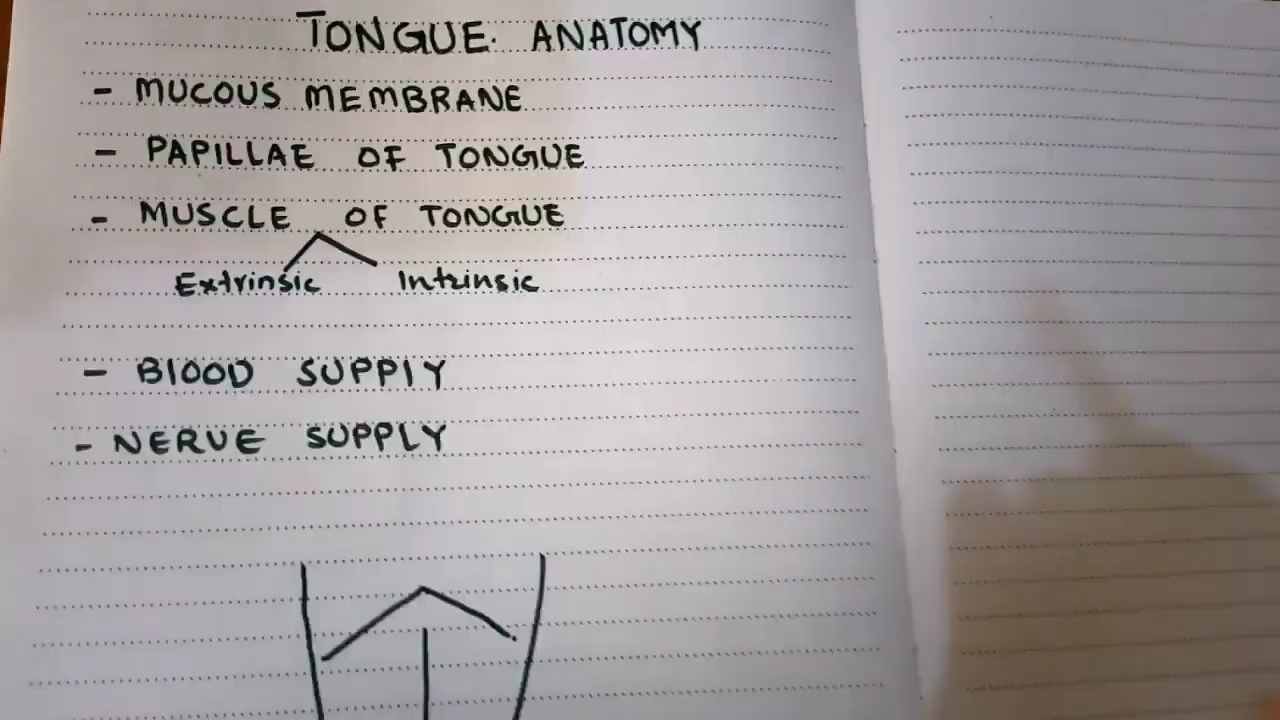 TONGUE. ANATOMY
- MUCOUS MEMBRANE
- PAPILLAE OF TONGUE
- MUSCLE OF TONGUE
Extrinsic Intrinsic
- BLOOD SUPPLY
- NERVE SUPPLY